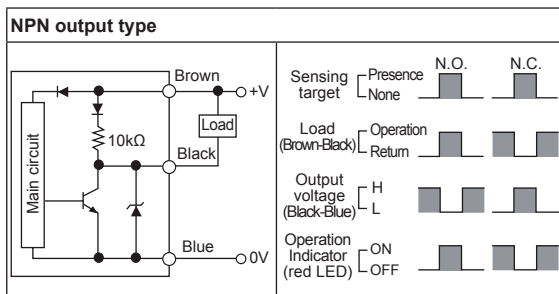 NPN output type
Brown
+V
Load
10kΩ
Black
Main circuit
Blue
0V
N.O. N.C.
Sensing target
Presence
None
Load
(Brown-Black)
Operation
Return
Output voltage
(Black-Blue)
H
L
Operation Indicator
(red LED)
ON
OFF